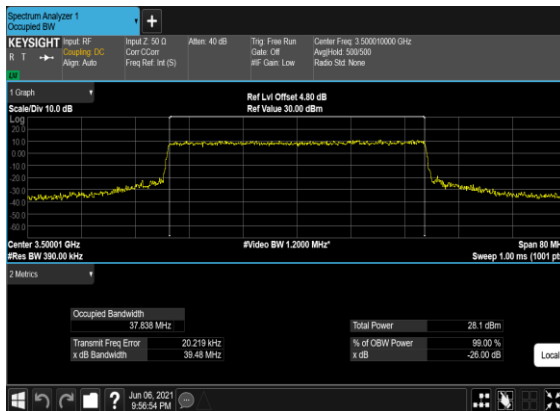 Spectrum Analyzer 1
Occupied BW
KEYSIGHT
R T
Input: RF
Coupling: DC
Align: Auto
Input Z: 50 Ω
Corr CCorr
Freq Ref: Int (S)
Atten: 40 dB
Trig: Free Run
Gate: Off
#IF Gain: Low
Center Freq: 3.500010000 GHz
Avg|Hold: 500/500
Radio Std: None
1 Graph
Scale/Div 10.0 dB
Ref Lvl Offset 4.80 dB
Ref Value 30.00 dBm
Log
20.0
10.0
0.00
-10.0
-20.0
-30.0
-40.0
-50.0
-60.0
Center 3.50001 GHz
#Video BW 1.2000 MHz*
Span 80 MHz
#Res BW 390.00 kHz
Sweep 1.00 ms (1001 pts
2 Metrics
Occupied Bandwidth
37.838 MHz
Transmit Freq Error 20.219 kHz
x dB Bandwidth 39.48 MHz
Total Power 28.1 dBm
% of OBW Power 99.00 %
x dB -26.00 dB
Local
Jun 06, 2021
9:56:54 PM